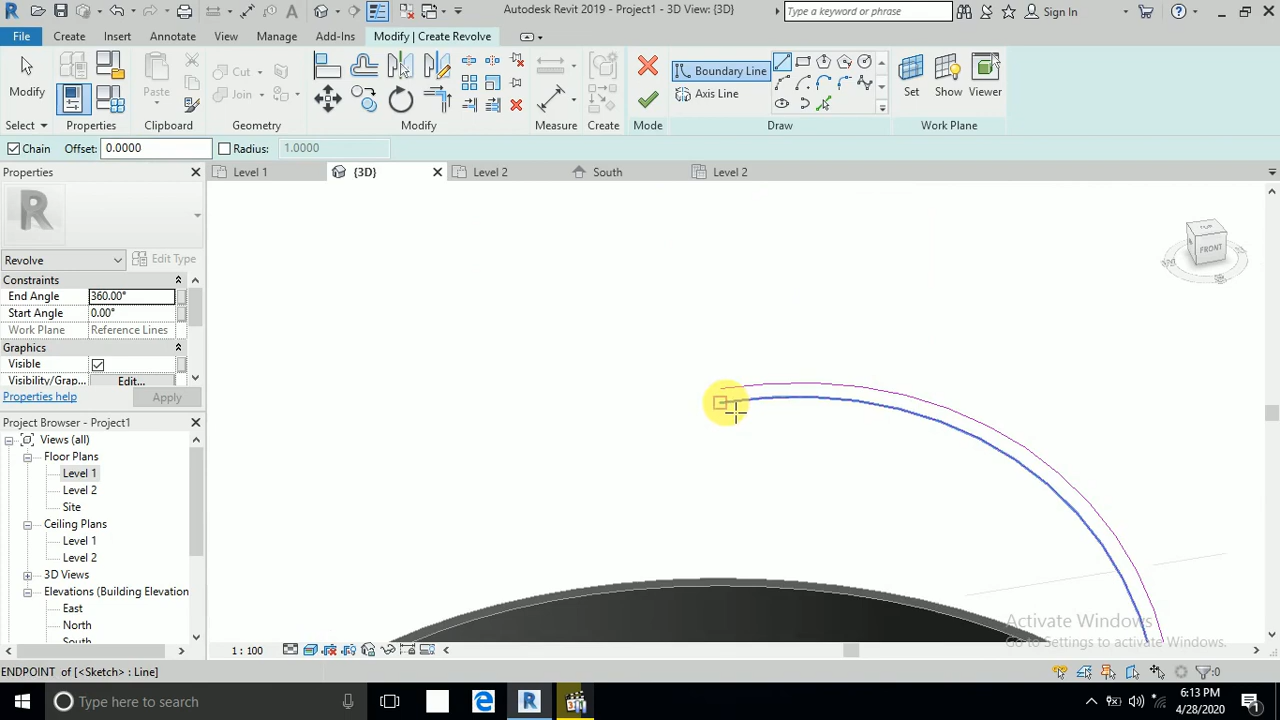 Autodesk Revit 2019 - Project1 - 3D View: {3D}
Type a keyword or phrase
Sign In
File
Create
Insert
Annotate
View
Manage
Add-Ins
Modify | Create Revolve
Modify
Paste
Cut
Join
Boundary Line
Axis Line
Set
Show
Viewer
Select
Properties
Clipboard
Geometry
Modify
Measure
Create
Mode
Draw
Work Plane
Chain
Offset:
0.0000
Radius:
1.0000
Properties
Level 1
{3D}
Level 2
South
Level 2
Revolve
Edit Type
Constraints
End Angle
360.00°
Start Angle
0.00°
Work Plane
Reference Lines
Graphics
Visible
Visibility/Grap...
Edit...
Properties help
Apply
Project Browser - Project1
Views (all)
Floor Plans
Level 1
Level 2
Site
Ceiling Plans
Level 1
Level 2
3D Views
Elevations (Building Elevation
East
North
South
TOP
FRONT
Activate Windows
Go to Settings to activate Windows.
1 : 100
ENDPOINT of [<Sketch> : Line]
:0
Type here to search
6:13 PM
4/28/2020